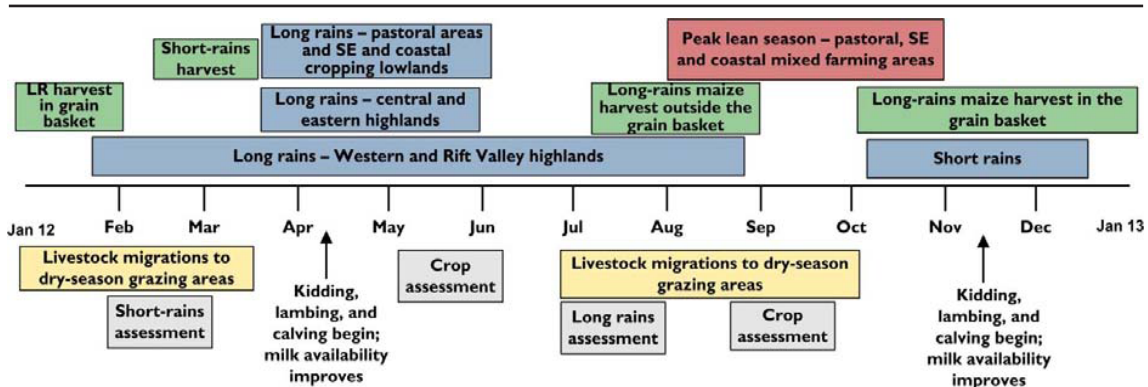 Long rains – pastoral areas
and SE and coastal
cropping lowlands
Peak lean season – pastoral, SE
and coastal mixed farming areas
Short-rains
harvest
LR harvest
in grain
basket
Long rains – central and
eastern highlands
Long-rains maize
harvest outside the
grain basket
Long-rains maize harvest in the
grain basket
Long rains – Western and Rift Valley highlands
Short rains
Jan 12
Feb
Mar
Apr
May
Jun
Jul
Aug
Sep
Oct
Nov
Dec
Jan 13
Livestock migrations to
dry-season grazing areas
Short-rains
assessment
Kidding,
lambing, and
calving begin;
milk availability
improves
Crop
assessment
Livestock migrations to dry-season
grazing areas
Long rains
assessment
Crop
assessment
Kidding,
lambing, and
calving begin;
milk availability
improves